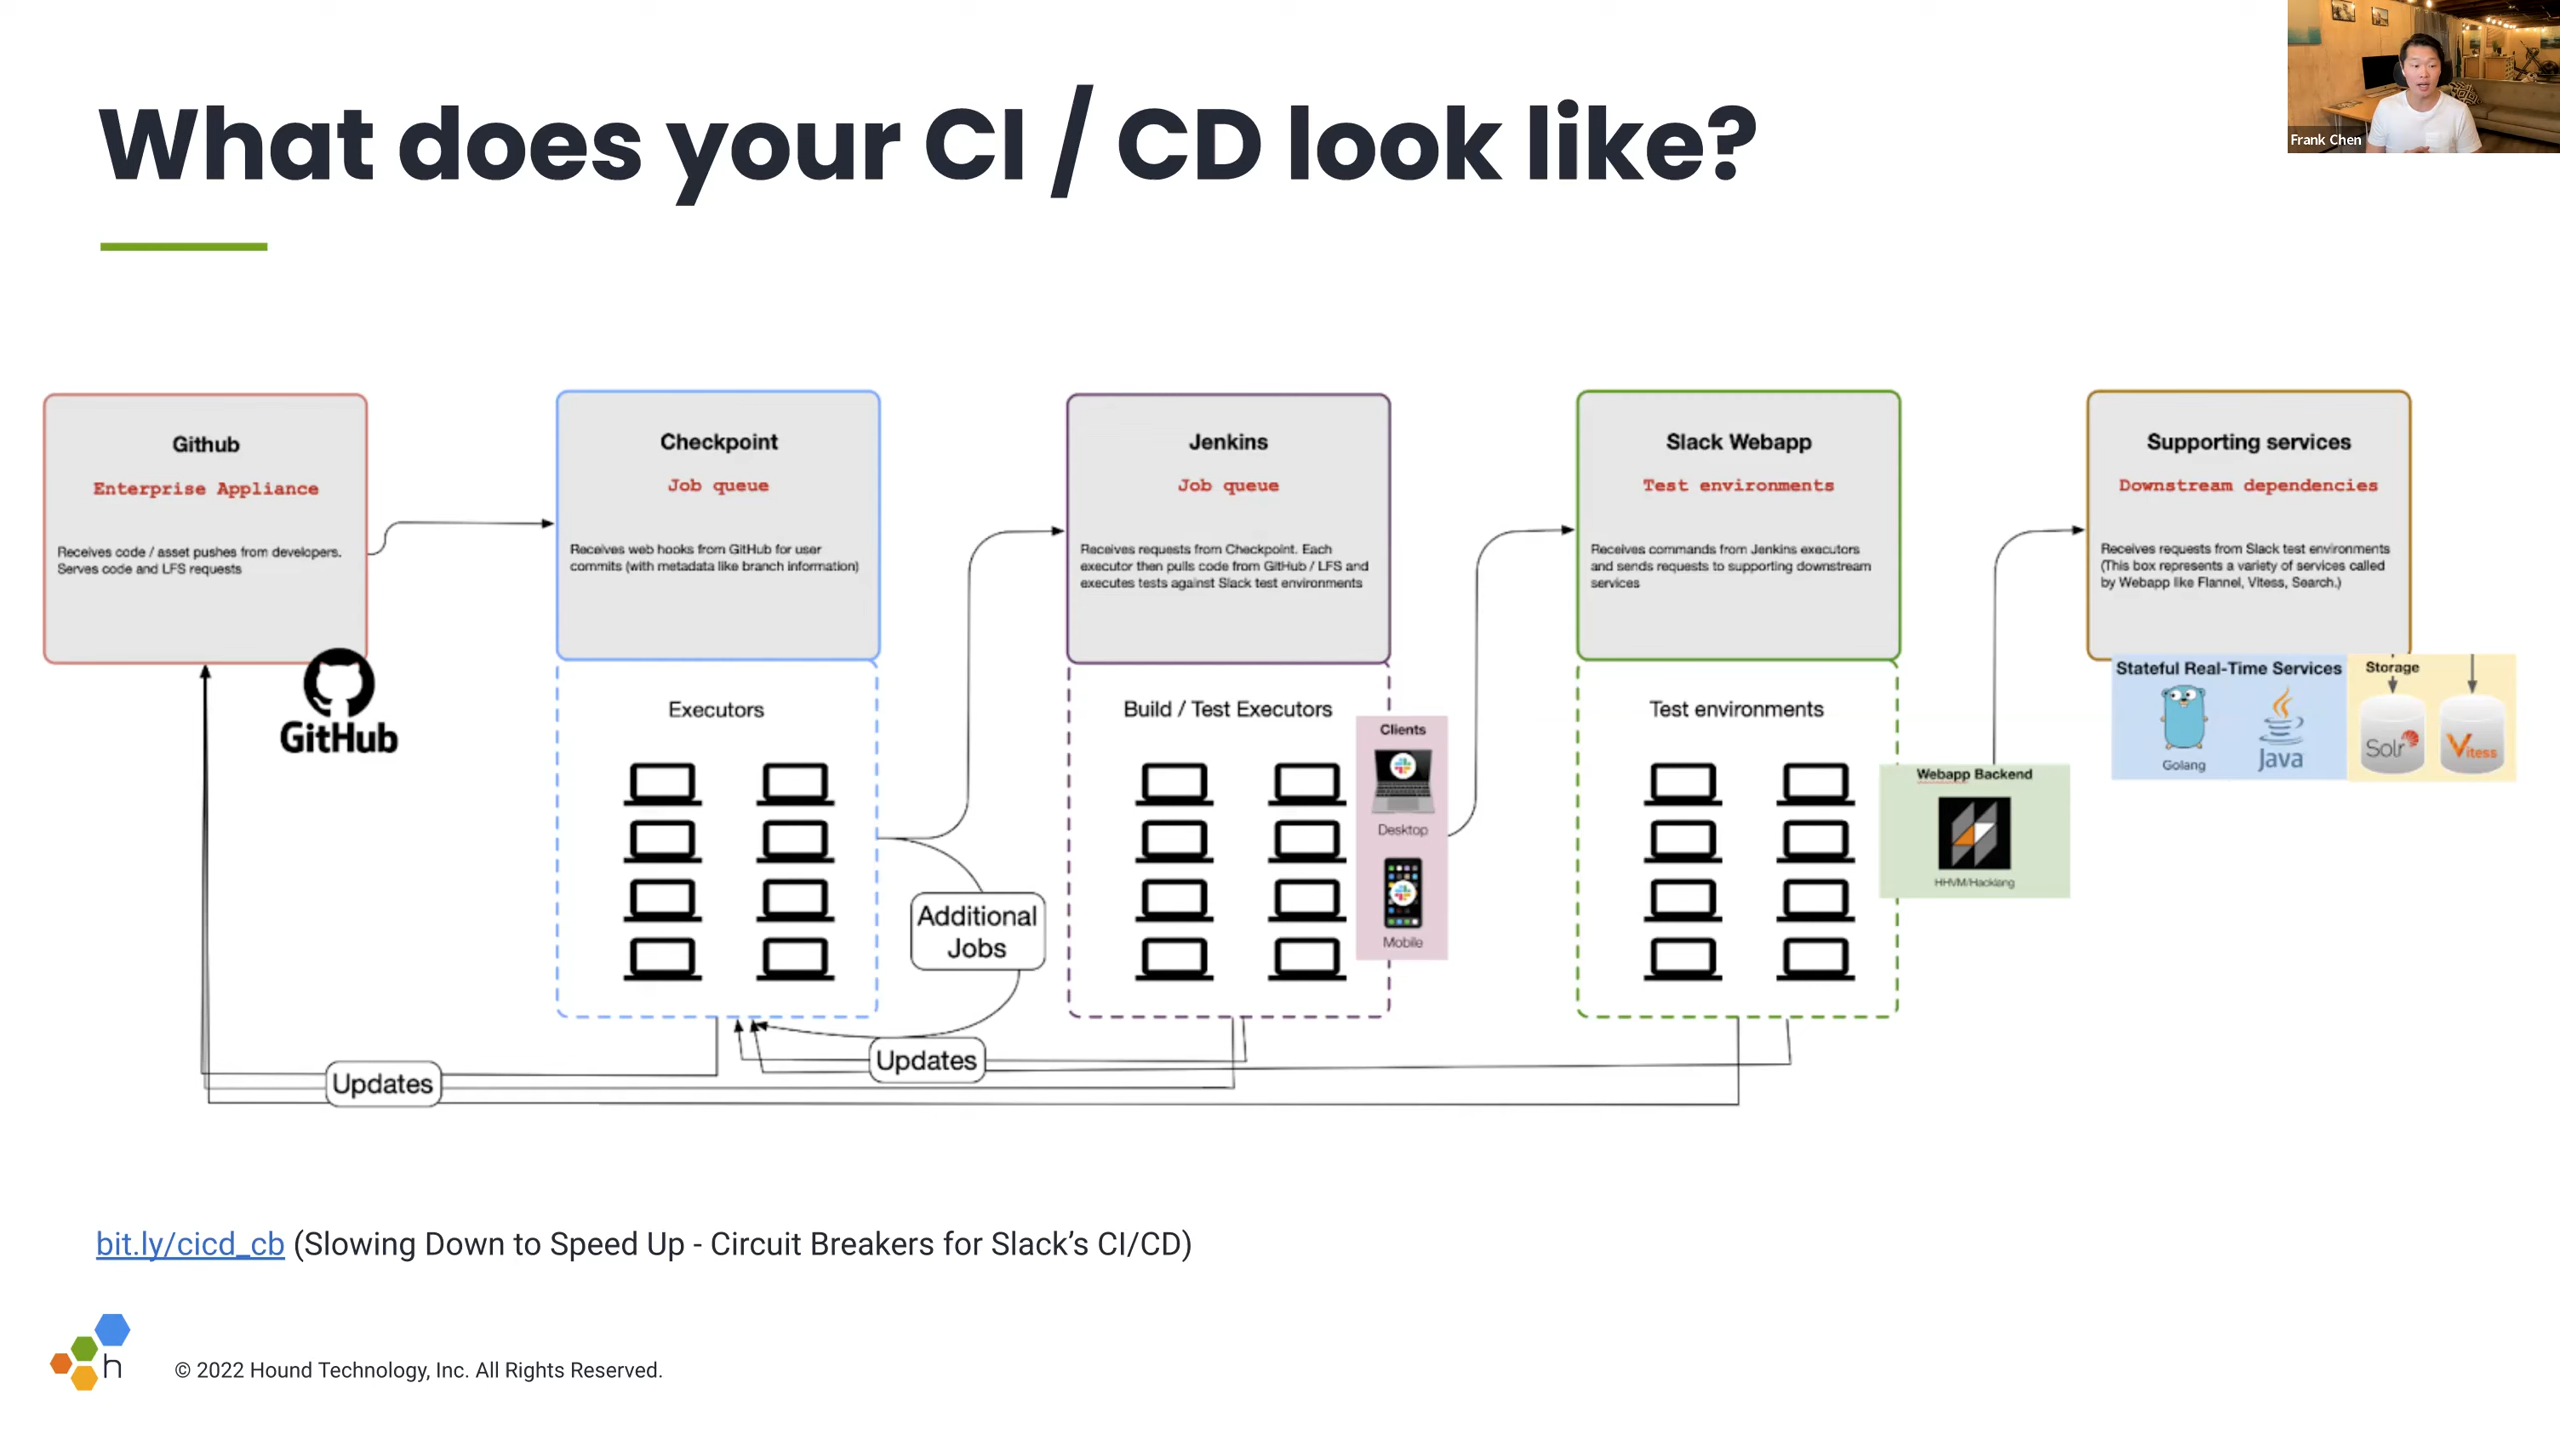 What does your CI / CD look like?
Frank Chen
Github
Enterprise Appliance
Receives code / asset pushes from developers.
Serves code and LFS requests
GitHub
Checkpoint
Job queue
Receives web hooks from GitHub for user
commits (with metadata like branch information)
Executors
Additional
Jobs
Jenkins
Job queue
Receives requests from Checkpoint. Each
executor then pulls code from GitHub / LFS and
executes tests against Slack test environments
Build / Test Executors
Clients
Desktop
Mobile
Slack Webapp
Test environments
Receives commands from Jenkins executors
and sends requests to supporting downstream
services
Test environments
Webapp Backend
HHVM/Hacklang
Supporting services
Downstream dependencies
Receives requests from Slack test environments
(This box represents a variety of services called
by Webapp like Flannel, Vitess, Search.)
Stateful Real-Time Services
Golang
Java
Storage
Solr
Vitess
Updates
Updates
bit.ly/cicd_cb (Slowing Down to Speed Up - Circuit Breakers for Slack’s CI/CD)
h
© 2022 Hound Technology, Inc. All Rights Reserved.